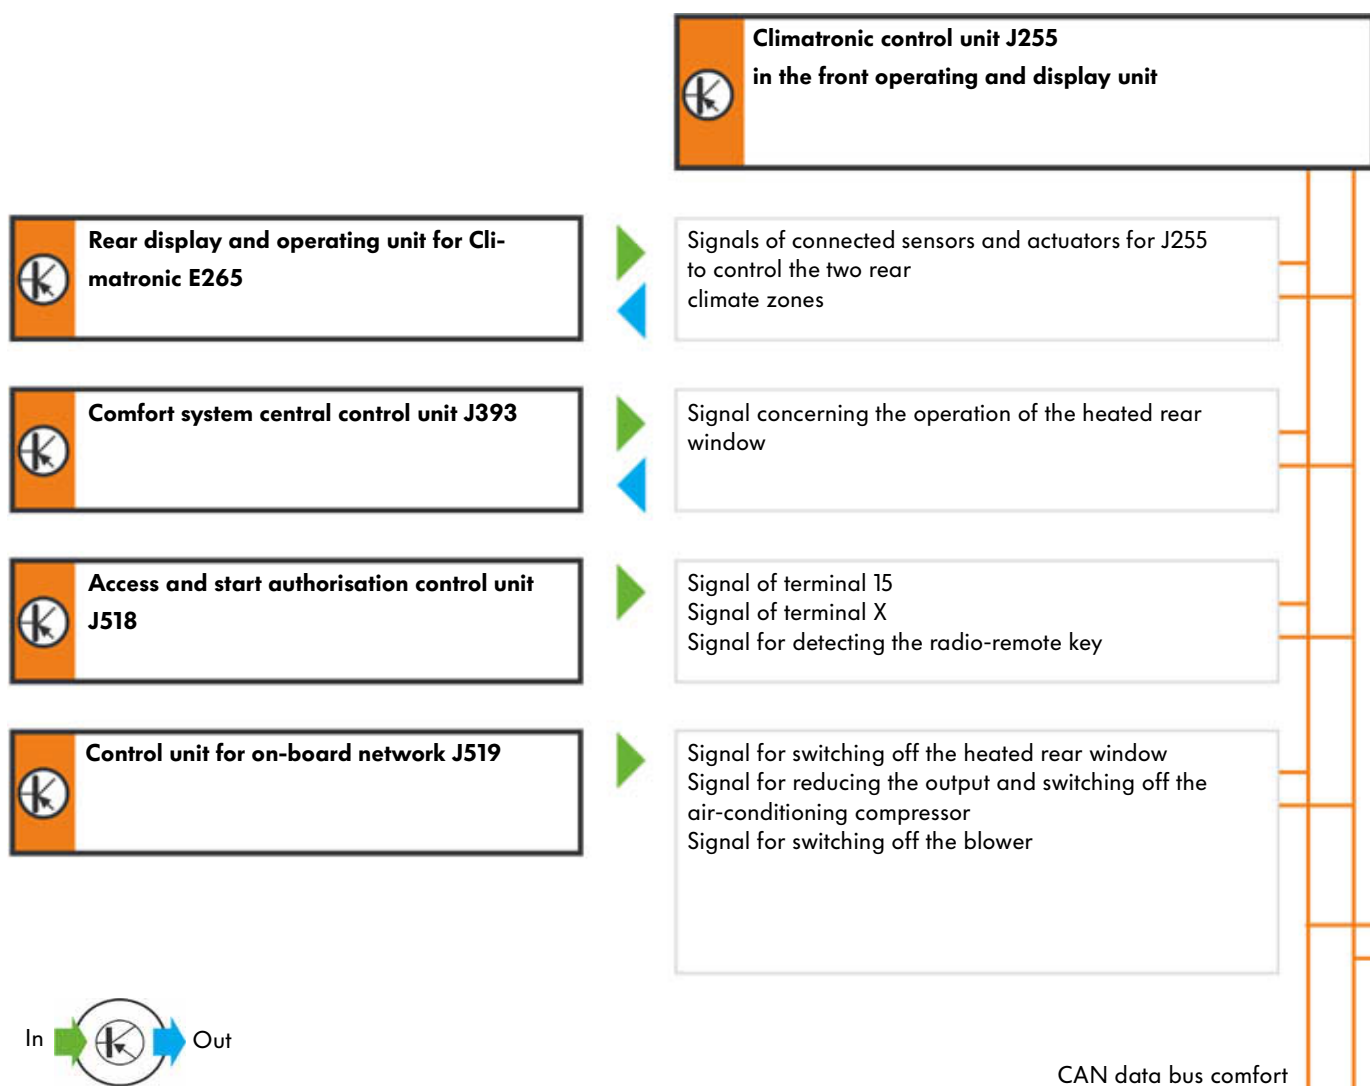 Climatronic control unit J255
in the front operating and display unit
Rear display and operating unit for Cli-
matronic E265
Signals of connected sensors and actuators for J255
to control the two rear
climate zones
Comfort system central control unit J393
Signal concerning the operation of the heated rear
window
Access and start authorisation control unit
J518
Signal of terminal 15
Signal of terminal X
Signal for detecting the radio-remote key
Control unit for on-board network J519
Signal for switching off the heated rear window
Signal for reducing the output and switching off the
air-conditioning compressor
Signal for switching off the blower
In
Out
CAN data bus comfort